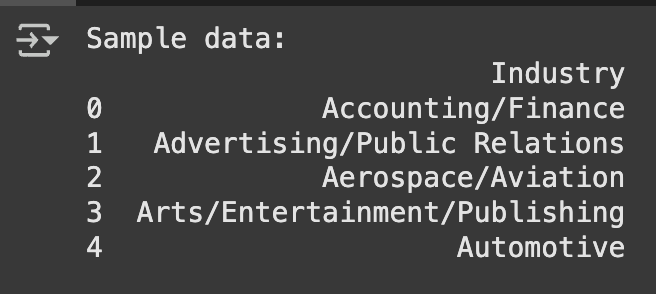 Sample data:
Industry
0 Accounting/Finance
1 Advertising/Public Relations
2 Aerospace/Aviation
3 Arts/Entertainment/Publishing
4 Automotive